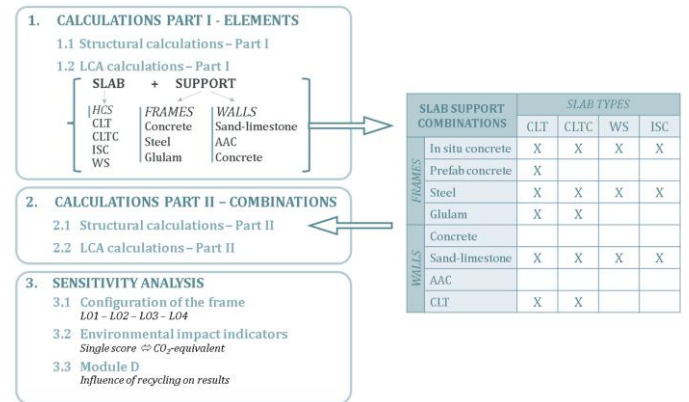 1. CALCULATIONS PART I - ELEMENTS
1.1 Structural calculations – Part I
1.2 LCA calculations – Part I
SLAB + SUPPORT
HCS FRAMES WALLS
CLT Concrete Sand-limestone
CLTC Steel AAC
ISC Glulam Concrete
WS
2. CALCULATIONS PART II – COMBINATIONS
2.1 Structural calculations – Part II
2.2 LCA calculations – Part II
3. SENSITIVITY ANALYSIS
3.1 Configuration of the frame
LO1 – LO2 – LO3 – LO4
3.2 Environmental impact indicators
Single score ⇔ CO₂-equivalent
3.3 Module D
Influence of recycling on results
SLAB SUPPORT COMBINATIONS SLAB TYPES
CLT CLTC WS ISC
FRAMES
In situ concrete X X X X
Prefab concrete X
Steel X X X X
Glulam X X
WALLS
Concrete
Sand-limestone X X X X
AAC
CLT X X